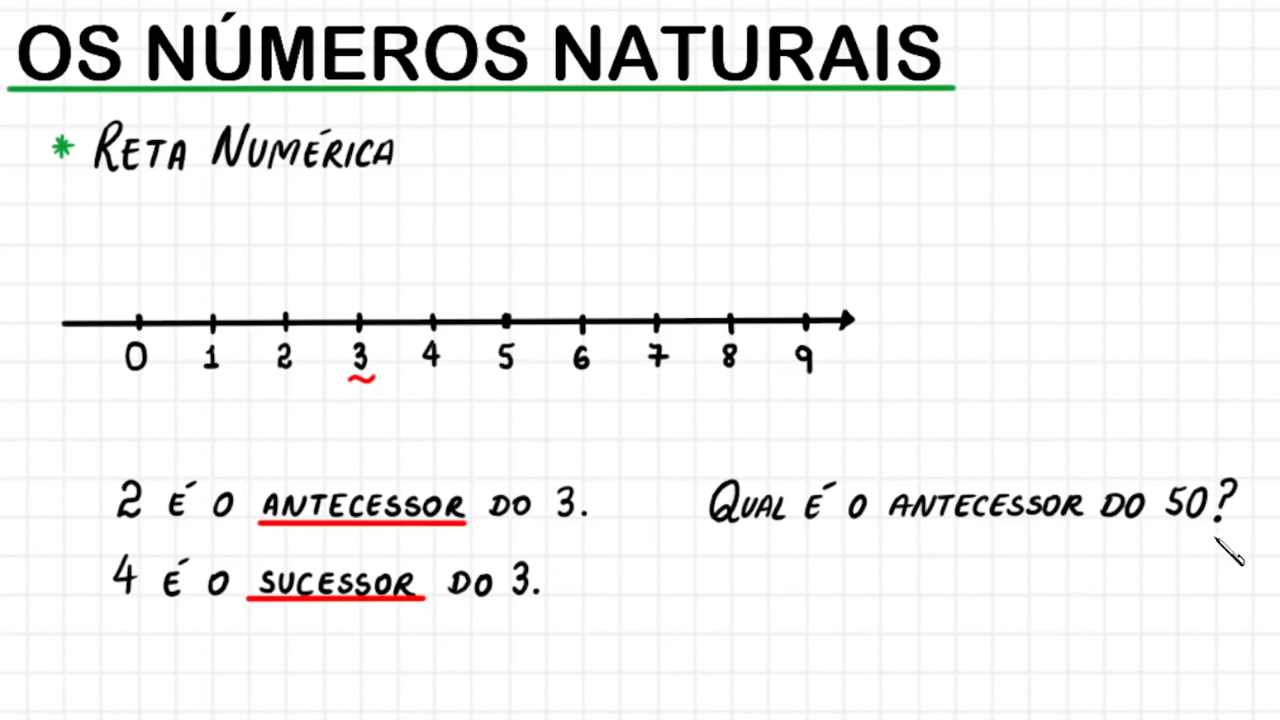 OS NÚMEROS NATURAIS
* RETA NUMÉRICA
0 1 2 3 4 5 6 7 8 9
2 É O ANTECESSOR DO 3.
QUAL É O ANTECESSOR DO 50?
4 É O SUCESSOR DO 3.